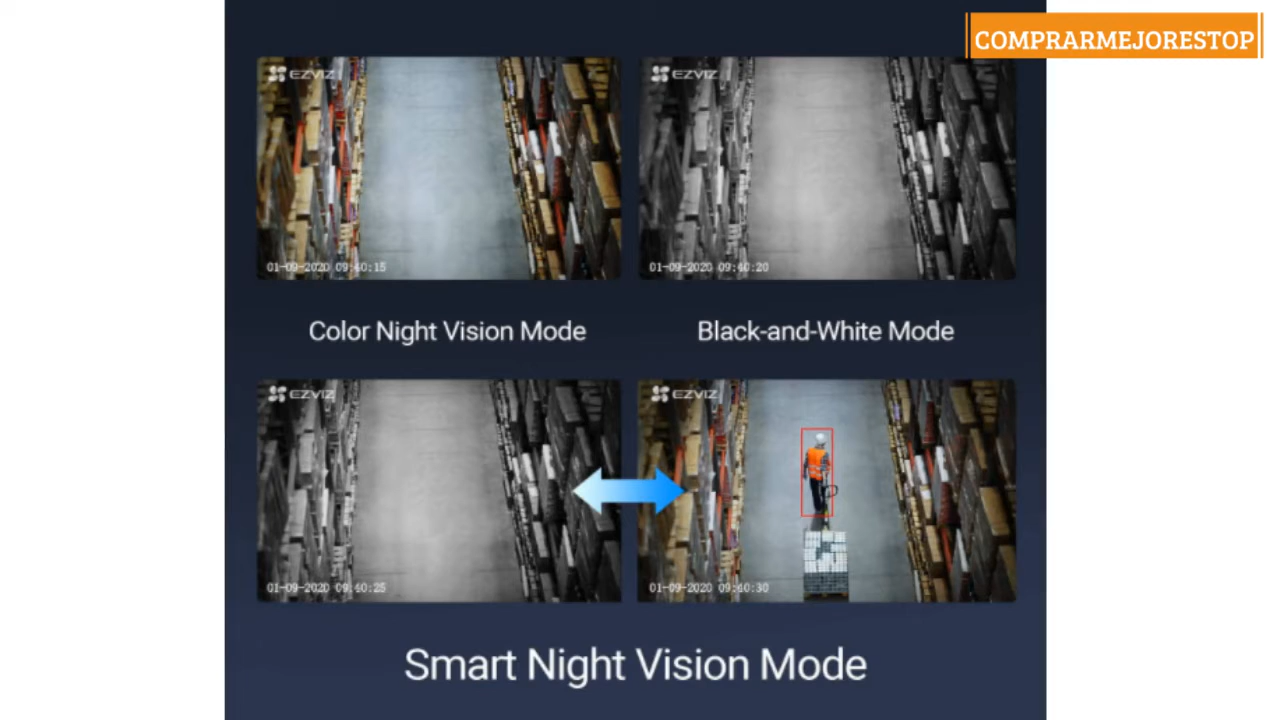 COMPRARMEJORESTOP
EZVIZ
EZVIZ
01-09-2020 09:40:15
01-09-2020 09:40:20
Color Night Vision Mode
Black-and-White Mode
EZVIZ
EZVIZ
01-09-2020 09:40:25
01-09-2020 09:40:30
Smart Night Vision Mode